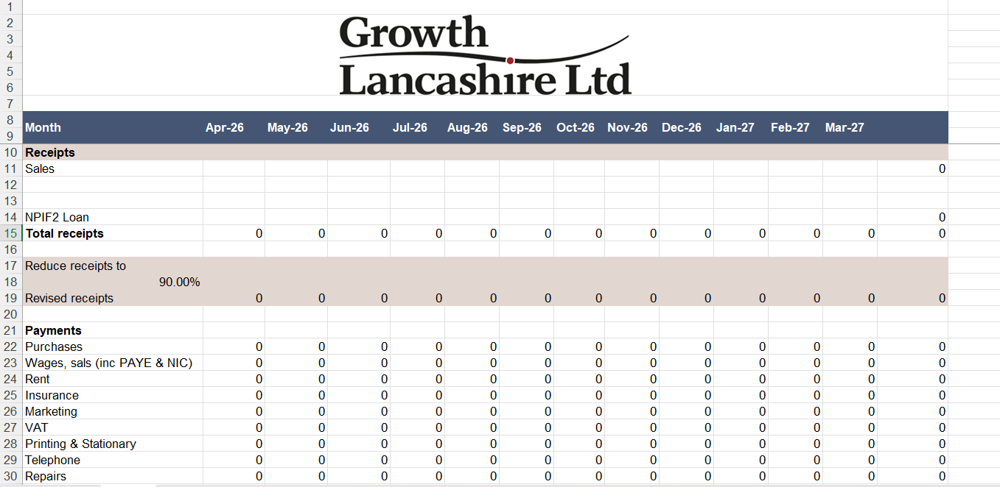 1
2 Growth
3
4
5 Lancashire Ltd
6
7
8 Month Apr-26 May-26 Jun-26 Jul-26 Aug-26 Sep-26 Oct-26 Nov-26 Dec-26 Jan-27 Feb-27 Mar-27
9
10 Receipts
11 Sales 0
12
13
14 NPIF2 Loan 0
15 Total receipts 0 0 0 0 0 0 0 0 0 0 0 0 0
16
17 Reduce receipts to
18 90.00%
19 Revised receipts 0 0 0 0 0 0 0 0 0 0 0 0 0
20
21 Payments
22 Purchases 0 0 0 0 0 0 0 0 0 0 0 0 0
23 Wages, sals (inc PAYE & NIC) 0 0 0 0 0 0 0 0 0 0 0 0 0
24 Rent 0 0 0 0 0 0 0 0 0 0 0 0 0
25 Insurance 0 0 0 0 0 0 0 0 0 0 0 0 0
26 Marketing 0 0 0 0 0 0 0 0 0 0 0 0 0
27 VAT 0 0 0 0 0 0 0 0 0 0 0 0 0
28 Printing & Stationary 0 0 0 0 0 0 0 0 0 0 0 0 0
29 Telephone 0 0 0 0 0 0 0 0 0 0 0 0 0
30 Repairs 0 0 0 0 0 0 0 0 0 0 0 0 0